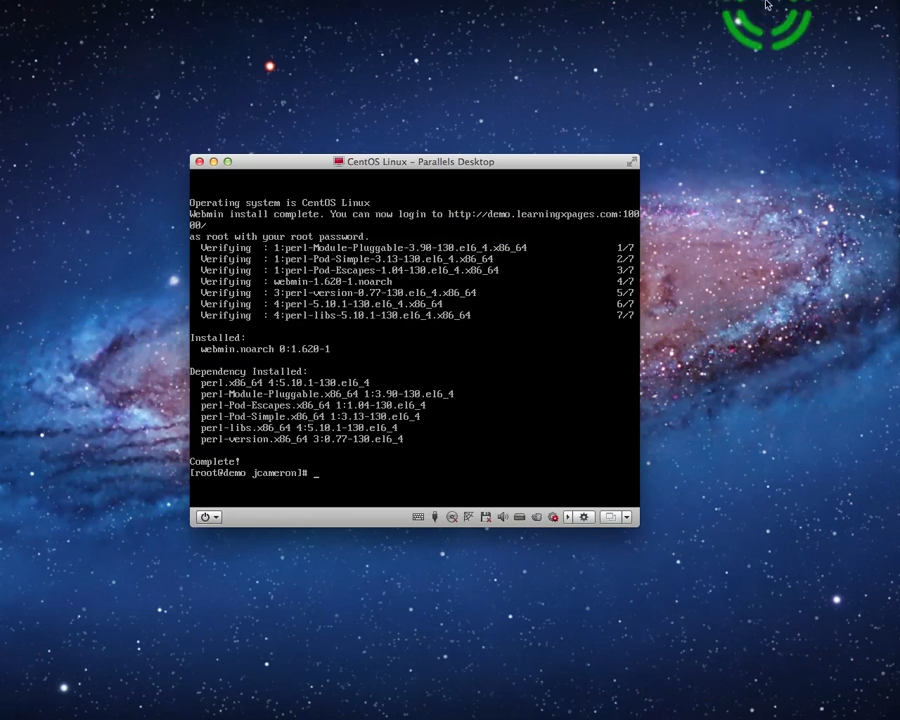 CentOS Linux - Parallels Desktop
Operating system is CentOS Linux
Webmin install complete. You can now login to http://demo.learningxpages.com:100
00/
as root with your root password.
Verifying : 1:perl-Module-Pluggable-3.90-130.el6_4.x86_64 1/7
Verifying : 1:perl-Pod-Simple-3.13-130.el6_4.x86_64 2/7
Verifying : 1:perl-Pod-Escapes-1.04-130.el6_4.x86_64 3/7
Verifying : webmin-1.620-1.noarch 4/7
Verifying : 3:perl-version-0.77-130.el6_4.x86_64 5/7
Verifying : 4:perl-5.10.1-130.el6_4.x86_64 6/7
Verifying : 4:perl-libs-5.10.1-130.el6_4.x86_64 7/7
Installed:
webmin.noarch 0:1.620-1
Dependency Installed:
perl.x86_64 4:5.10.1-130.el6_4
perl-Module-Pluggable.x86_64 1:3.90-130.el6_4
perl-Pod-Escapes.x86_64 1:1.04-130.el6_4
perl-Pod-Simple.x86_64 1:3.13-130.el6_4
perl-libs.x86_64 4:5.10.1-130.el6_4
perl-version.x86_64 3:0.77-130.el6_4
Complete!
[root@demo jcameron]# _